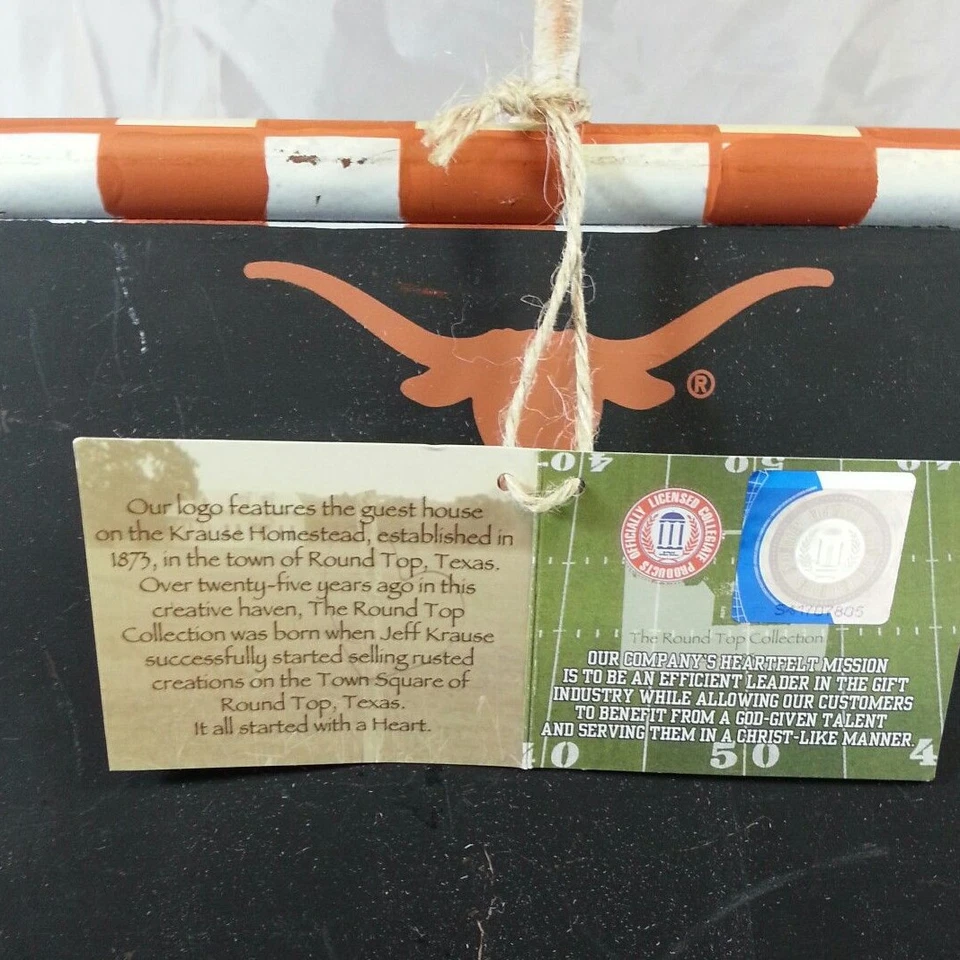 ®
Our logo features the guest house
on the Krause Homestead, established in
1873, in the town of Round Top, Texas.
Over twenty-five years ago in this
creative haven, The Round Top
Collection was born when Jeff Krause
successfully started selling rusted
creations on the Town Square of
Round Top, Texas.
It all started with a Heart.
OFFICIALLY LICENSED COLLEGIATE PRODUCTS
The Round Top Collection
OUR COMPANY'S HEARTFELT MISSION
IS TO BE AN EFFICIENT LEADER IN THE GIFT
INDUSTRY WHILE ALLOWING OUR CUSTOMERS
TO BENEFIT FROM A GOD-GIVEN TALENT
AND SERVING THEM IN A CHRIST-LIKE MANNER.
40 50 4